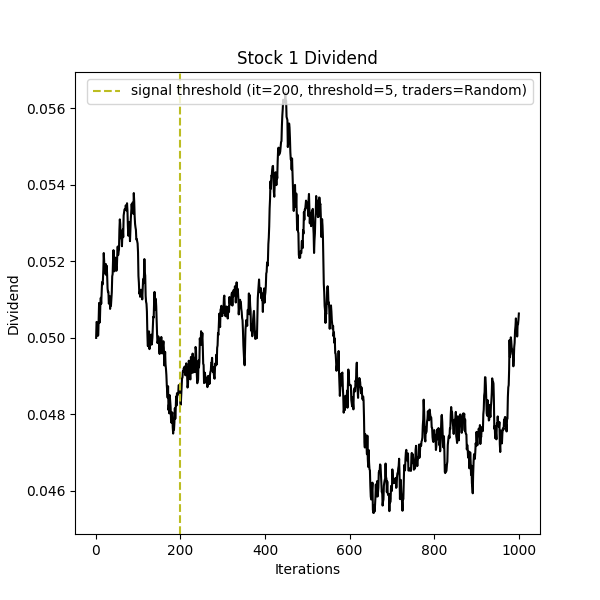 Stock 1 Dividend
signal threshold (it=200, threshold=5, traders=Random)
0.056
0.054
0.052
0.050
0.048
0.046
Dividend
0 200 400 600 800 1000
Iterations